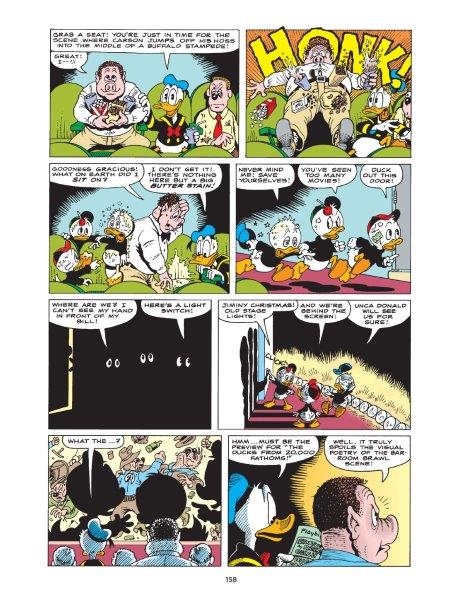 GRAB A SEAT! YOU'RE JUST IN TIME FOR THE
SCENE WHERE CARSON JUMPS OFF HIS HOSS
INTO THE MIDDLE OF A BUFFALO STAMPEDE!
GREAT!
I--
HONK!
GOODNESS GRACIOUS!
WHAT ON EARTH DID I
SIT ON?
I DON'T GET IT!
THERE'S NOTHING
HERE BUT A BIG
BUTTER STAIN!
NEVER
MIND ME! SAVE
YOURSELVES!
YOU'VE SEEN
TOO MANY
MOVIES!
DUCK
OUT THIS
DOOR!
WHERE ARE WE? I
CAN'T SEE MY HAND
IN FRONT OF MY
BILL!
HERE'S A LIGHT
SWITCH!
JIMINY CHRISTMAS!
OLD STAGE
LIGHTS!
AND WE'RE
BEHIND THE
SCREEN!
UNCA DONALD
WILL SEE
US FOR
SURE!
WHAT THE ...?
HMM.... MUST BE THE
PREVIEW FOR "THE
DUCKS FROM 20,000
FATHOMS!"
WELL, IT TRULY
SPOILS THE VISUAL
POETRY OF THE BAR-
ROOM BRAWL
SCENE!
158